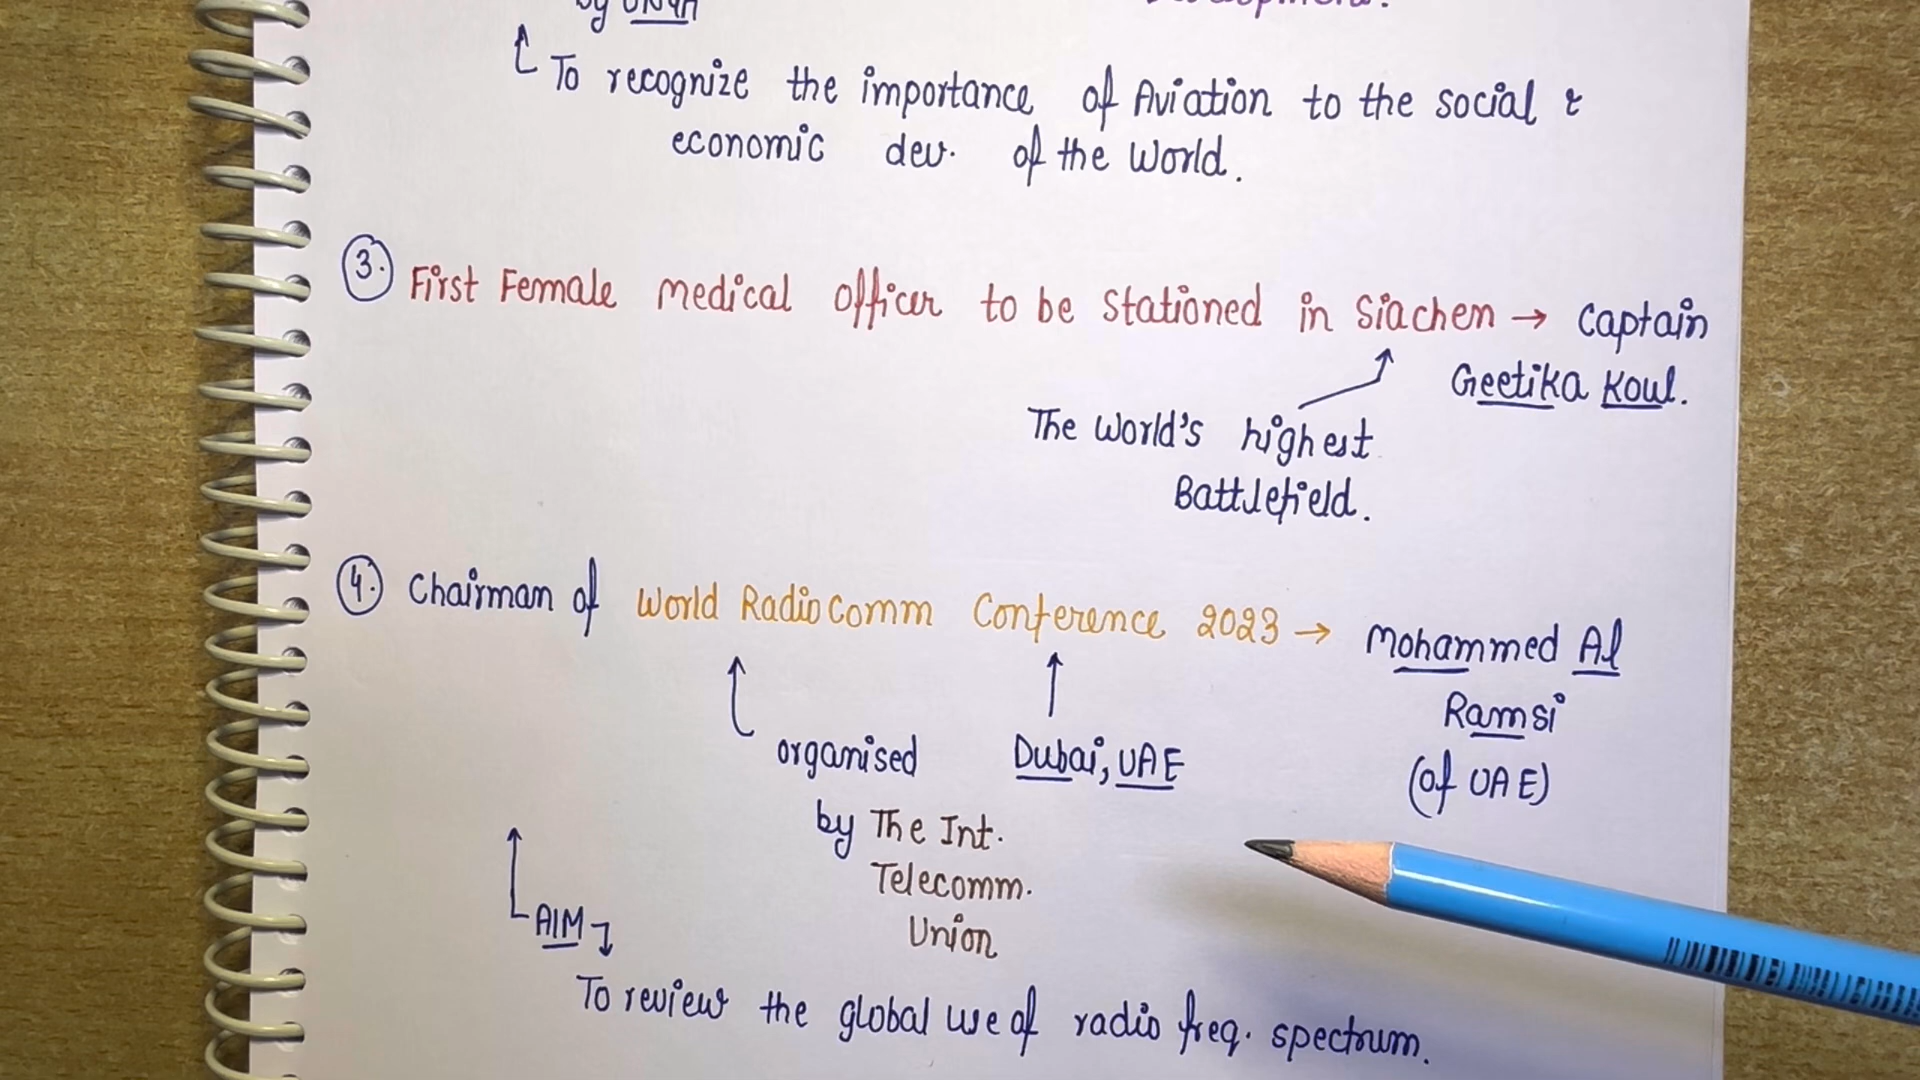 by UNGA
To recognize the importance of Aviation to the social &
economic dev. of the World.
3. First Female medical officer to be stationed in Siachen → Captain
Geetika Koul.
The World's highest
Battlefield.
4. Chairman of World Radio Comm Conference 2023 → Mohammed Al
Ramsi
(of UAE)
organised
by The Int.
Telecomm.
Union
Dubai, UAE
AIM
To review the global use of radio freq. spectrum.